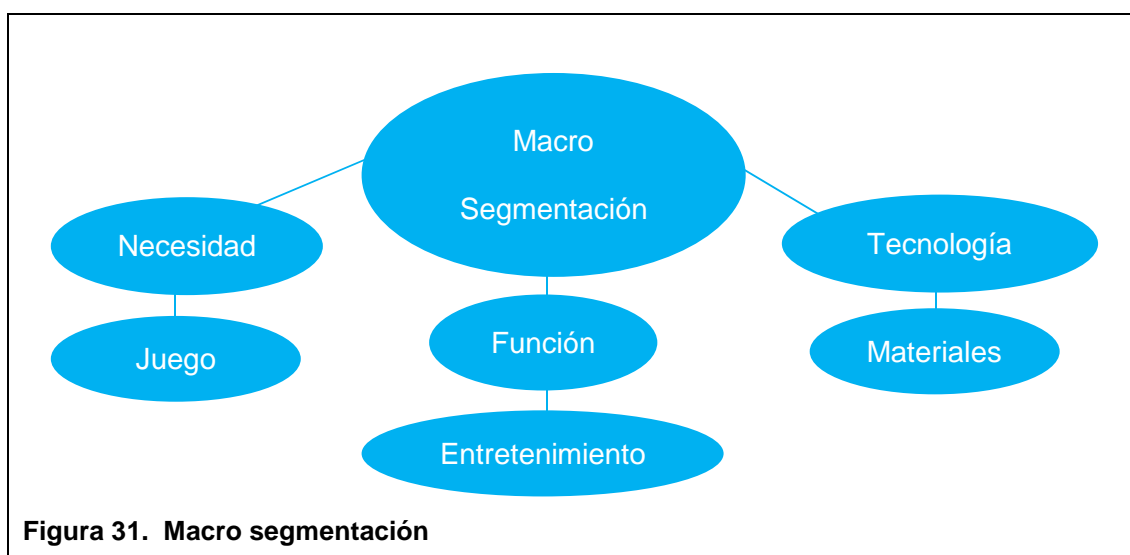 Macro
Segmentación
Necesidad
Tecnología
Juego
Función
Materiales
Entretenimiento
Figura 31. Macro segmentación